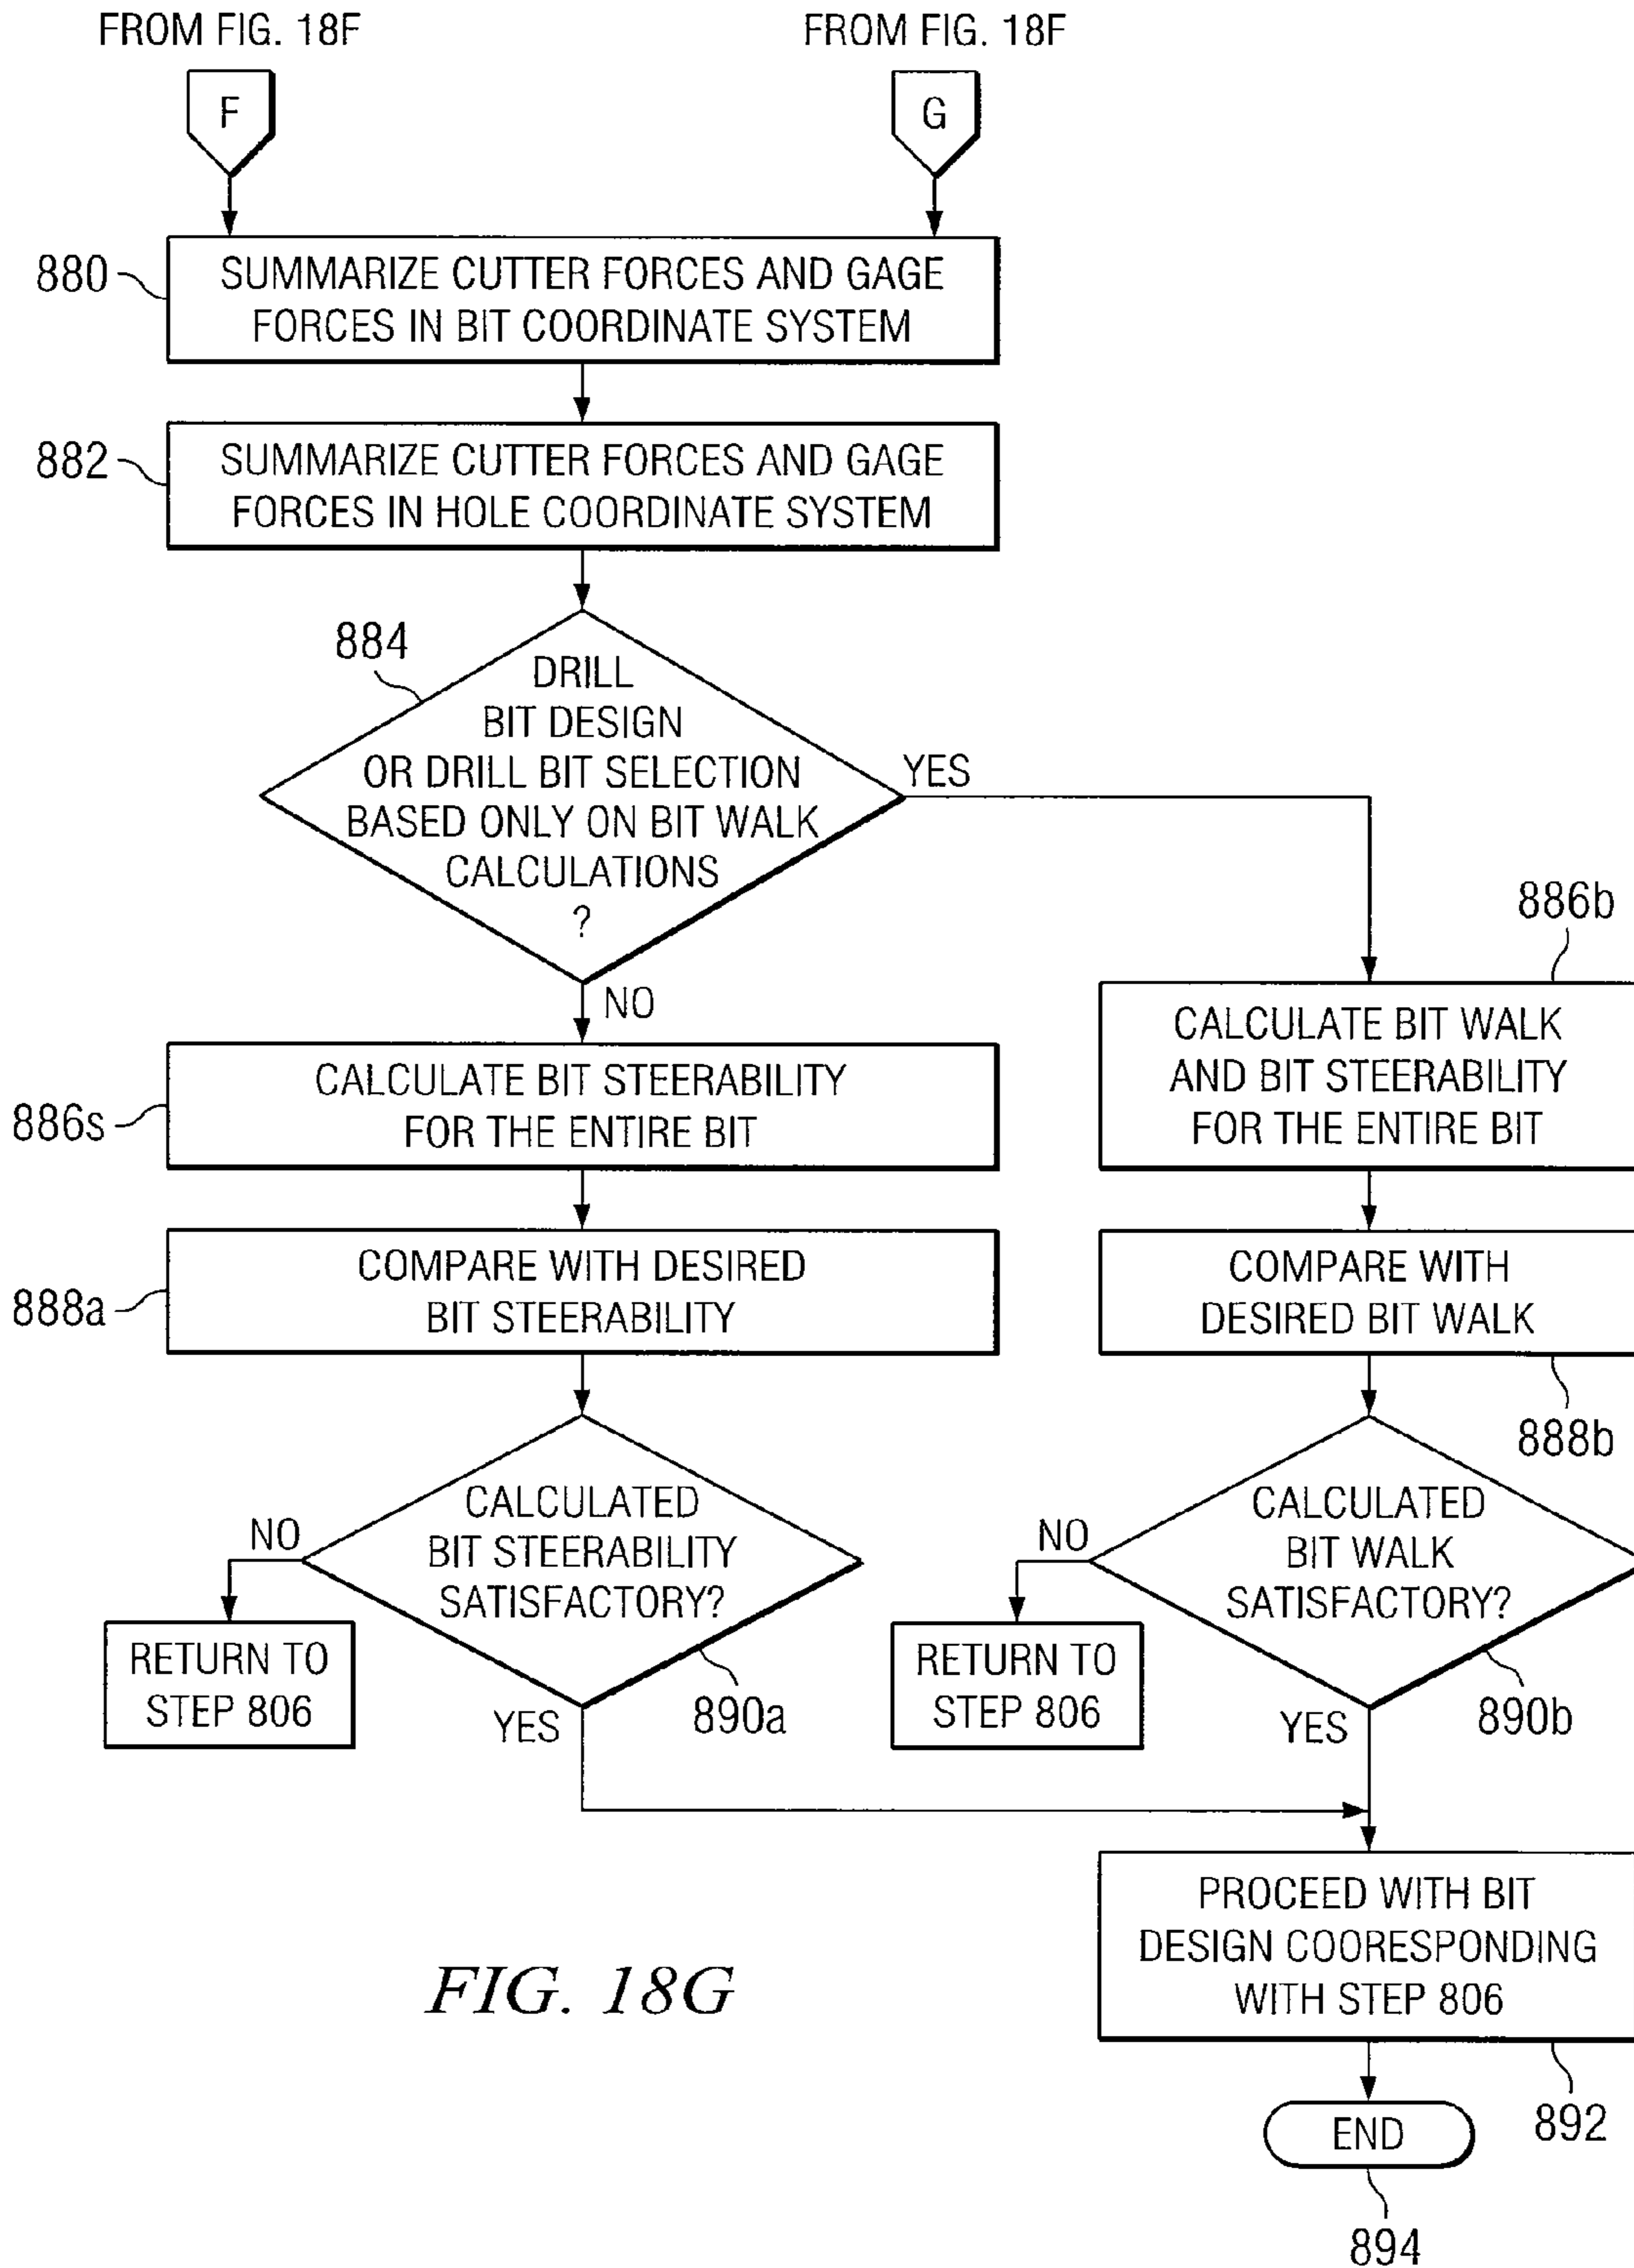 FROM FIG. 18F
FROM FIG. 18F
F
G
880
SUMMARIZE CUTTER FORCES AND GAGE
FORCES IN BIT COORDINATE SYSTEM
882
SUMMARIZE CUTTER FORCES AND GAGE
FORCES IN HOLE COORDINATE SYSTEM
884
DRILL
BIT DESIGN
OR DRILL BIT SELECTION
BASED ONLY ON BIT WALK
CALCULATIONS
?
YES
NO
886s
CALCULATE BIT STEERABILITY
FOR THE ENTIRE BIT
886b
CALCULATE BIT WALK
AND BIT STEERABILITY
FOR THE ENTIRE BIT
888a
COMPARE WITH DESIRED
BIT STEERABILITY
COMPARE WITH
DESIRED BIT WALK
888b
CALCULATED
BIT STEERABILITY
SATISFACTORY?
NO
RETURN TO
STEP 806
YES
890a
CALCULATED
BIT WALK
SATISFACTORY?
NO
RETURN TO
STEP 806
YES
890b
PROCEED WITH BIT
DESIGN COORESPONDING
WITH STEP 806
892
END
894
FIG. 18G